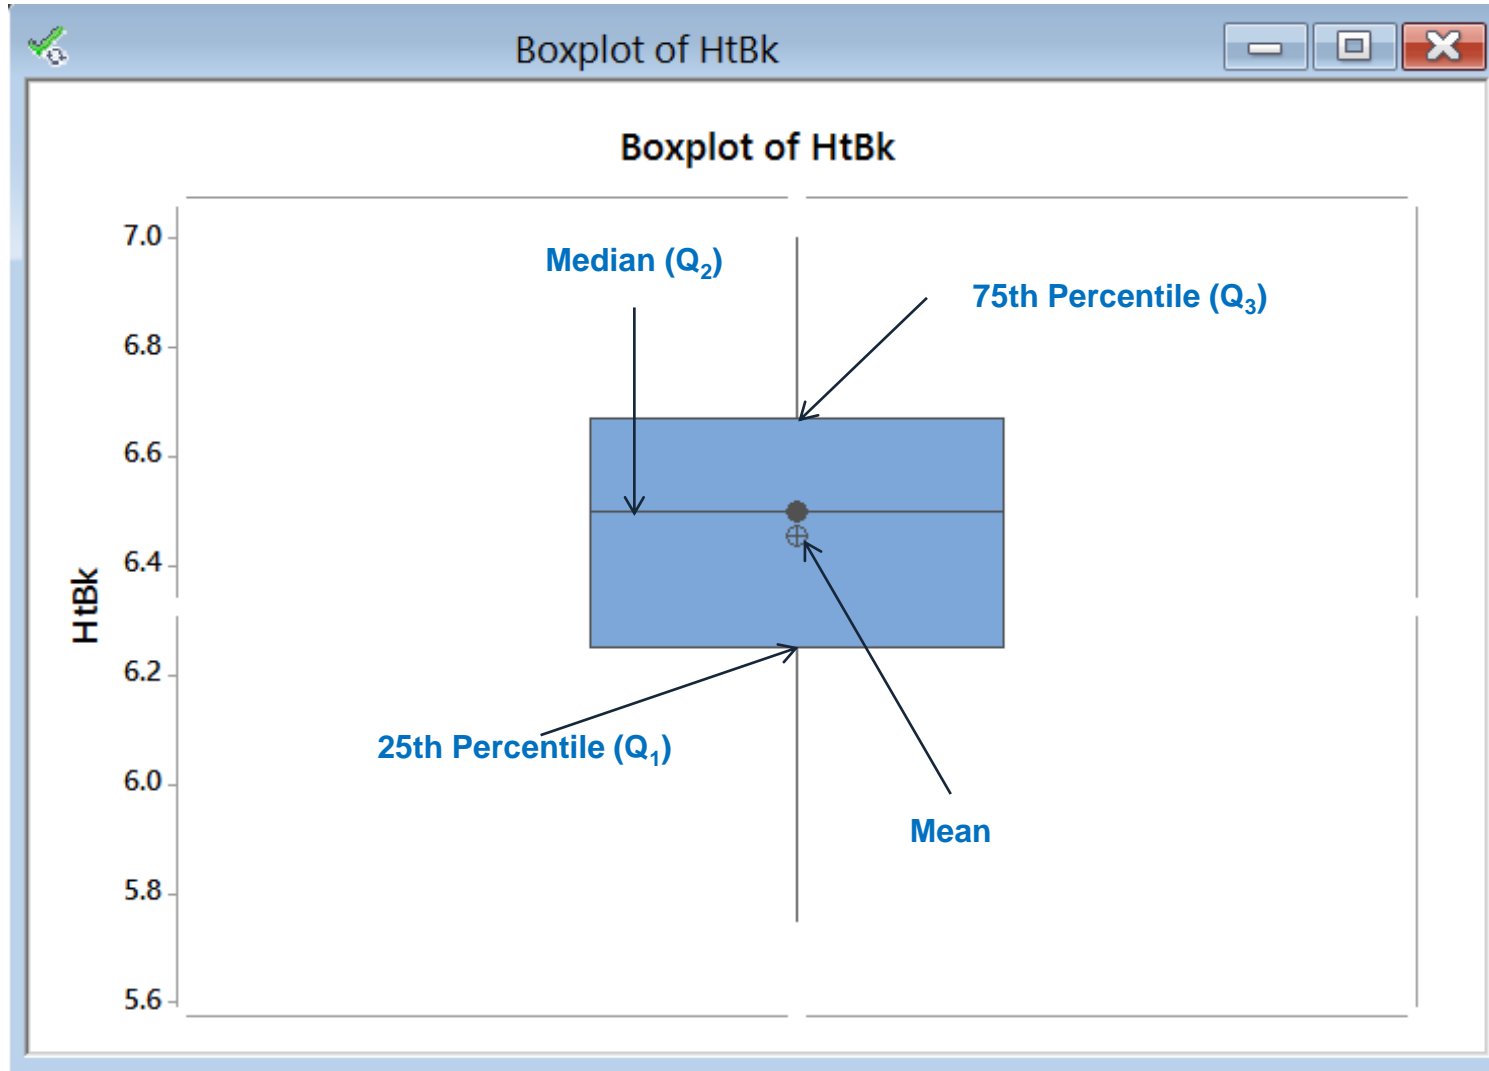 Boxplot of HtBk
Boxplot of HtBk
7.0
Median (Q2)
75th Percentile (Q3)
6.8
6.6
6.4
HtBk
6.2
25th Percentile (Q1)
6.0
Mean
5.8
5.6